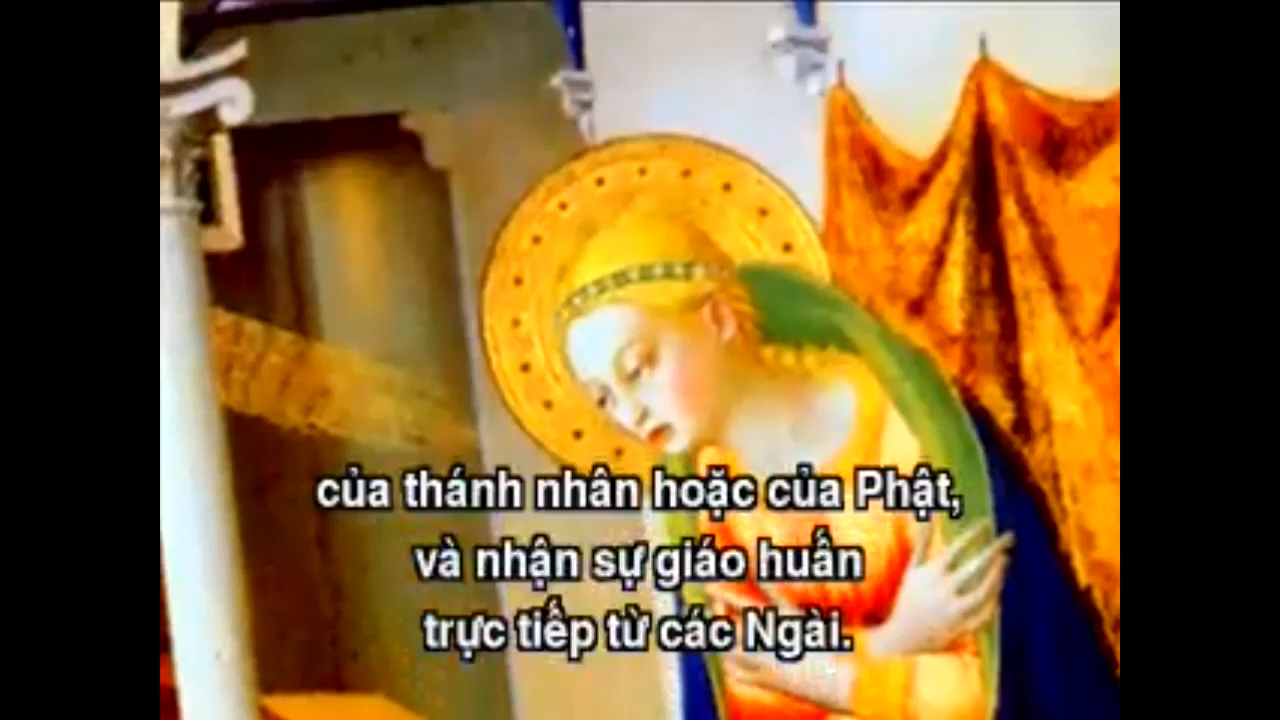 của thánh nhân hoặc của Phật,
và nhận sự giáo huấn
trực tiếp từ các Ngài.